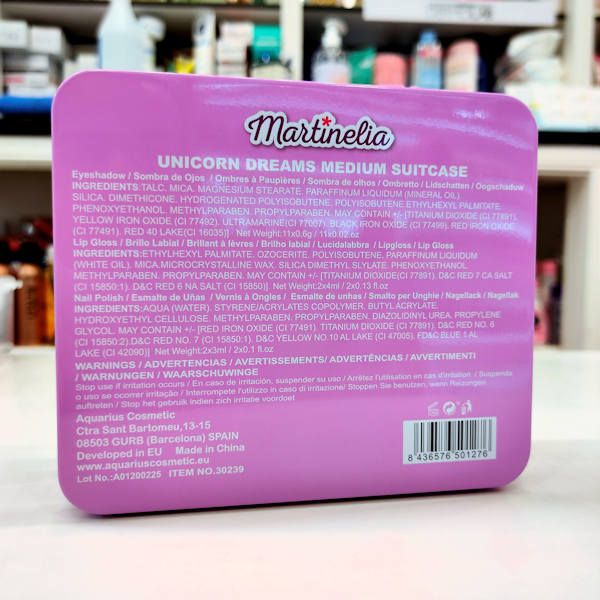 Martinelia
UNICORN DREAMS MEDIUM SUITCASE
Eyeshadow / Sombra de Ojos / Ombres à Paupières / Sombra de olhos / Ombretto / Lidschatten / Oogschaduw
INGREDIENTS:TALC. MICA. MAGNESIUM STEARATE. PARAFFINUM LIQUIDUM (MINERAL OIL).
SILICA. DIMETHICONE. HYDROGENATED POLYISOBUTENE. POLYISOBUTENE ETHYLHEXYL PALMITATE.
PHENOXYETHANOL. METHYLPARABEN. PROPYLPARABEN. MAY CONTAIN +/- [TITANIUM DIOXIDE (CI 77891).
YELLOW IRON OXIDE (CI 77492). ULTRAMARINE(CI 77007). BLACK IRON OXIDE (CI 77499). RED IRON OXIDE
(CI 77491). RED 40 LAKE(CI 16035)] Net Weight:11x0.6g / 11x0.02 oz
Lip Gloss / Brillo Labial / Brillant à lèvres / Brilho labial / Lucidalabbra / Lipgloss / Lip Gloss
INGREDIENTS:ETHYLHEXYL PALMITATE. OZOCERITE. POLYISOBUTENE. PARAFFINUM LIQUIDUM
(WHITE OIL). MICA.MICROCRYSTALLINE WAX. SILICA DIMETHYL SLYLATE. PHENOXYETHANOL.
METHYLPARABEN. PROPYLPARABEN. MAY CONTAIN +/- [TITANIUM DIOXIDE(CI 77891). D&C RED 7 CA SALT
(CI 15850:1). D&C RED 6 NA SALT (CI 15850)] Net Weight:2x4ml / 2x0.13 fl.oz
Nail Polish / Esmalte de Uñas / Vernis à Ongles / Esmalte de unhas / Smalto per Unghie / Nagellack / Nagellak
INGREDIENTS:AQUA (WATER). STYRENE/ACRYLATES COPOLYMER. BUTYL ACRYLATE.
HYDROXYETHYL CELLULOSE. METHYLPARABEN. PROPYLPARABEN. DIAZOLIDINYL UREA. PROPYLENE
GLYCOL. MAY CONTAIN +/- [RED IRON OXIDE (CI 77491). TITANIUM DIOXIDE (CI 77891). D&C RED NO. 6
(CI 15850:2).D&C RED NO. 7 (CI 15850:1). D&C YELLOW NO.10 AL LAKE (CI 47005). FD&C BLUE 1 AL
LAKE (CI 42090)] Net Weight:2x3ml / 2x0.1 fl.oz
WARNINGS / ADVERTENCIAS / AVERTISSEMENTS / ADVERTÊNCIAS / AVVERTIMENTI
/ WARNUNGEN / WAARSCHUWINGE
Stop use if irritation occurs / En caso de irritación, suspender su uso / Arrêtez l'utilisation en cas d'irritation. / Suspenda
o uso se ocorrer irritação / Interrompete l'utilizzo in caso di irritazione/ Stoppen Sie benutzen, wenn Reizungen
auftreten / Stop het gebruik indien zich irritatie voordoet
Aquarius Cosmetic
Ctra Sant Bartomeu,13-15
08503 GURB (Barcelona) SPAIN
Developed in EU Made in China
www.aquariuscosmetic.eu
Lot No.:A01200225 ITEM NO.30239
8 436576 501276